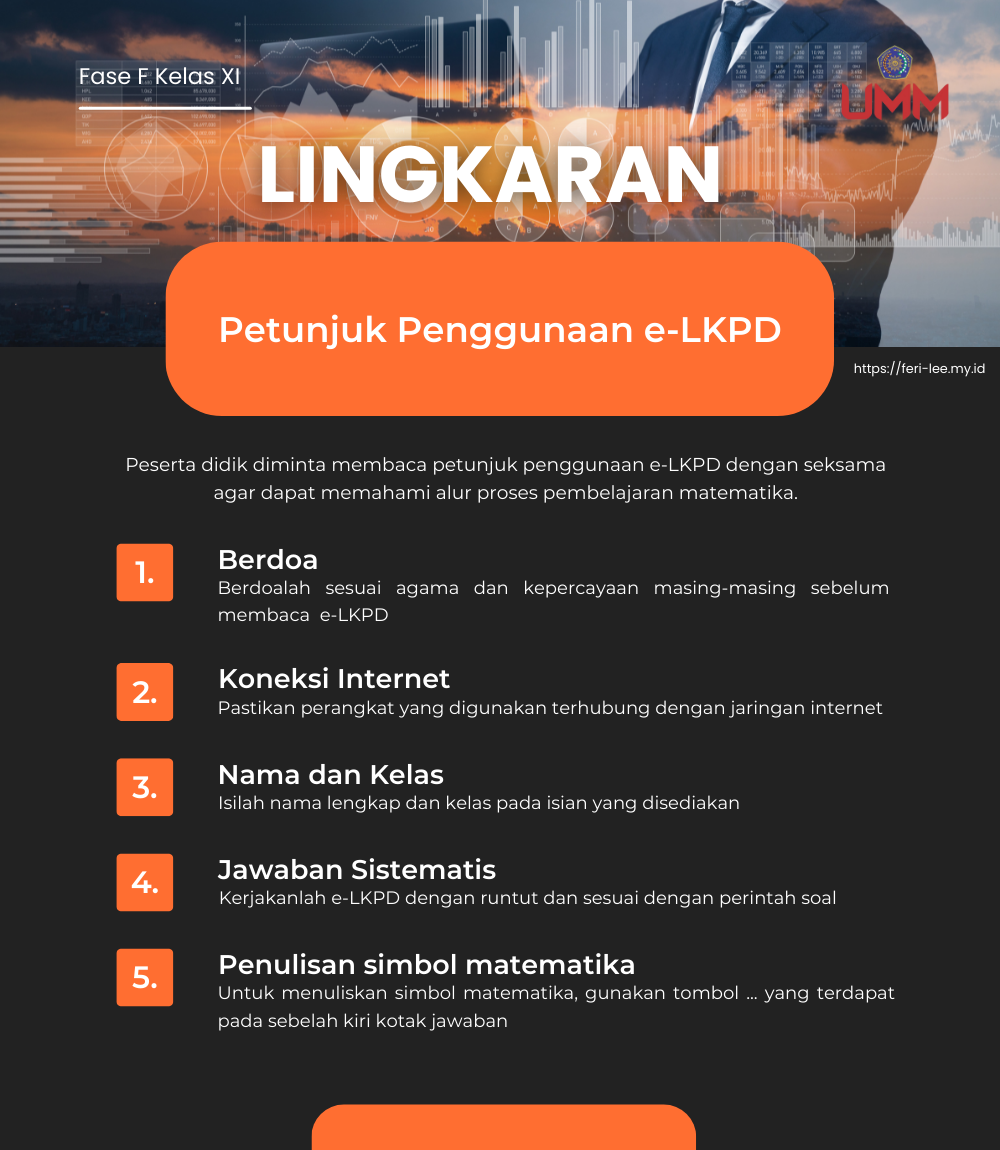 Fase F Kelas XI
UMM
LINGKARAN
Petunjuk Penggunaan e-LKPD
https://feri-lee.my.id
Peserta didik diminta membaca petunjuk penggunaan e-LKPD dengan seksama
agar dapat memahami alur proses pembelajaran matematika.
1.
Berdoa
Berdoalah sesuai agama dan kepercayaan masing-masing sebelum
membaca e-LKPD
2.
Koneksi Internet
Pastikan perangkat yang digunakan terhubung dengan jaringan internet
3.
Nama dan Kelas
Isilah nama lengkap dan kelas pada isian yang disediakan
4.
Jawaban Sistematis
Kerjakanlah e-LKPD dengan runtut dan sesuai dengan perintah soal
5.
Penulisan simbol matematika
Untuk menuliskan simbol matematika, gunakan tombol ... yang terdapat
pada sebelah kiri kotak jawaban